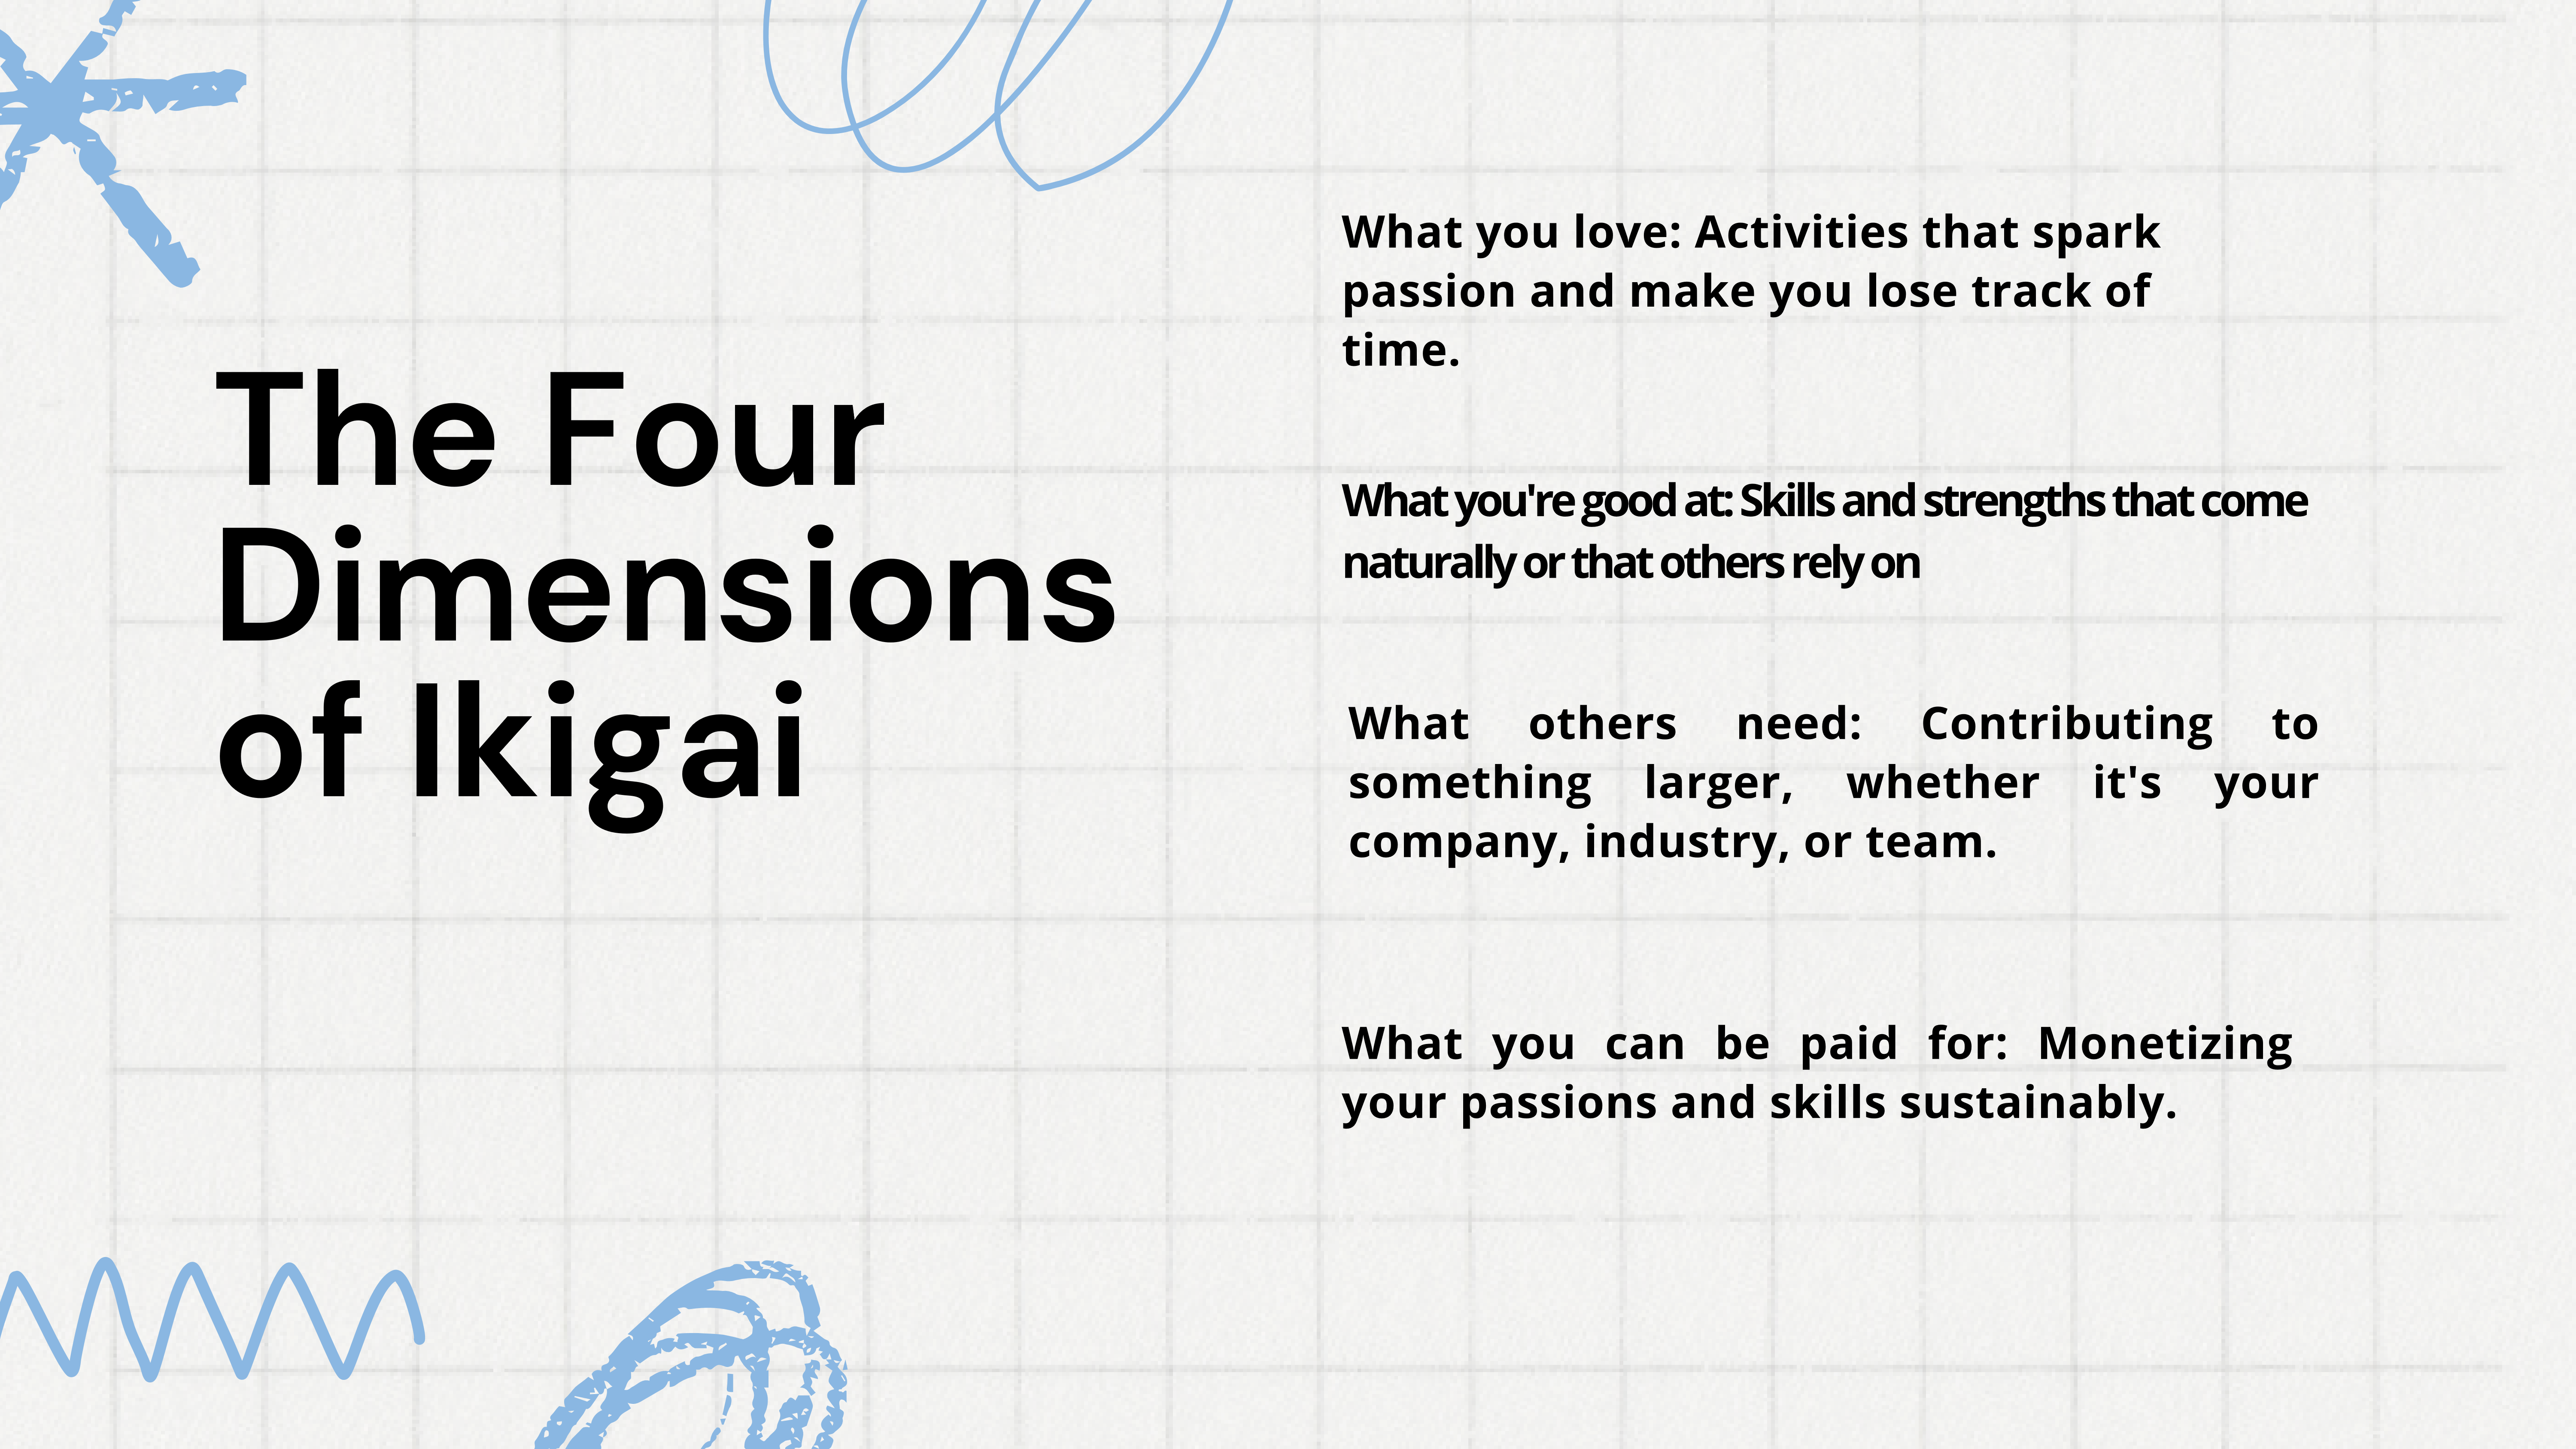 The Four
Dimensions
of Ikigai
What you love: Activities that spark
passion and make you lose track of
time.
What you're good at: Skills and strengths that come
naturally or that others rely on
What others need: Contributing to
something larger, whether it's your
company, industry, or team.
What you can be paid for: Monetizing
your passions and skills sustainably.